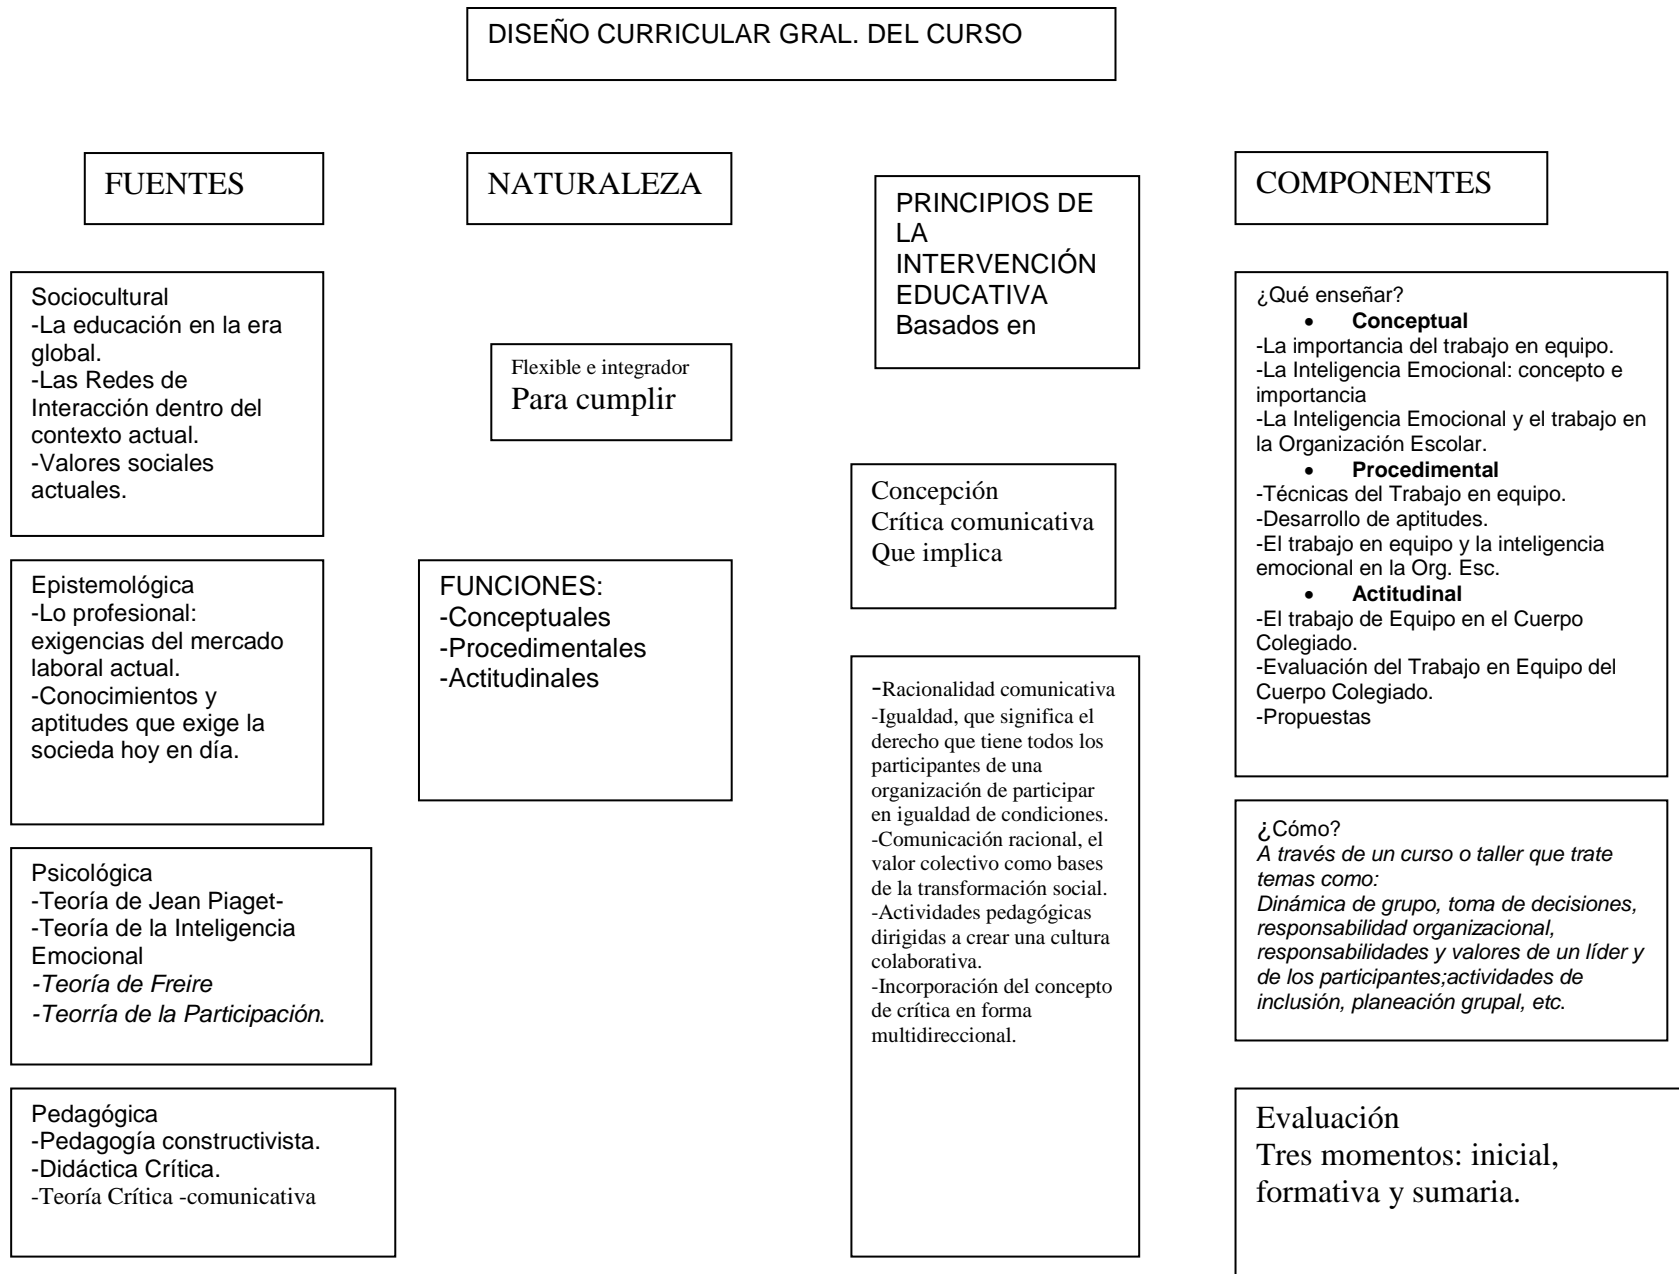 DISEÑO CURRICULAR GRAL. DEL CURSO
FUENTES
Sociocultural
-La educación en la era
global.
-Las Redes de
Interacción dentro del
contexto actual.
-Valores sociales
actuales.
Epistemológica
-Lo profesional:
exigencias del mercado
laboral actual.
-Conocimientos y
aptitudes que exige la
socieda hoy en día.
Psicológica
-Teoría de Jean Piaget-
-Teoría de la Inteligencia
Emocional
-Teoría de Freire
-Teorría de la Participación.
Pedagógica
-Pedagogía constructivista.
-Didáctica Crítica.
-Teoría Crítica -comunicativa
NATURALEZA
Flexible e integrador
Para cumplir
FUNCIONES:
-Conceptuales
-Procedimentales
-Actitudinales
PRINCIPIOS DE
LA
INTERVENCIÓN
EDUCATIVA
Basados en
Concepción
Crítica comunicativa
Que implica
-Racionalidad comunicativa
-Igualdad, que significa el
derecho que tiene todos los
participantes de una
organización de participar
en igualdad de condiciones.
-Comunicación racional, el
valor colectivo como bases
de la transformación social.
-Actividades pedagógicas
dirigidas a crear una cultura
colaborativa.
-Incorporación del concepto
de crítica en forma
multidireccional.
COMPONENTES
¿Qué enseñar?
• Conceptual
-La importancia del trabajo en equipo.
-La Inteligencia Emocional: concepto e
importancia
-La Inteligencia Emocional y el trabajo en
la Organización Escolar.
• Procedimental
-Técnicas del Trabajo en equipo.
-Desarrollo de aptitudes.
-El trabajo en equipo y la inteligencia
emocional en la Org. Esc.
• Actitudinal
-El trabajo de Equipo en el Cuerpo
Colegiado.
-Evaluación del Trabajo en Equipo del
Cuerpo Colegiado.
-Propuestas
¿Cómo?
A través de un curso o taller que trate
temas como:
Dinámica de grupo, toma de decisiones,
responsabilidad organizacional,
responsabilidades y valores de un líder y
de los participantes;actividades de
inclusión, planeación grupal, etc.
Evaluación
Tres momentos: inicial,
formativa y sumaria.